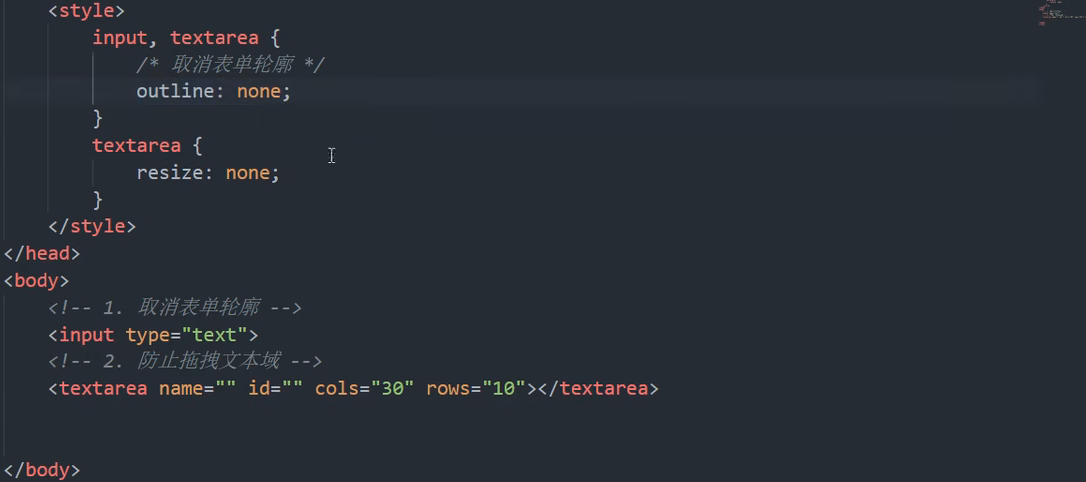 <style>
input, textarea {
/* 取消表单轮廓 */
outline: none;
}
textarea {
resize: none;
}
</style>
</head>
<body>
<!-- 1. 取消表单轮廓 -->
<input type="text">
<!-- 2. 防止拖拽文本域 -->
<textarea name="" id="" cols="30" rows="10"></textarea>
</body>